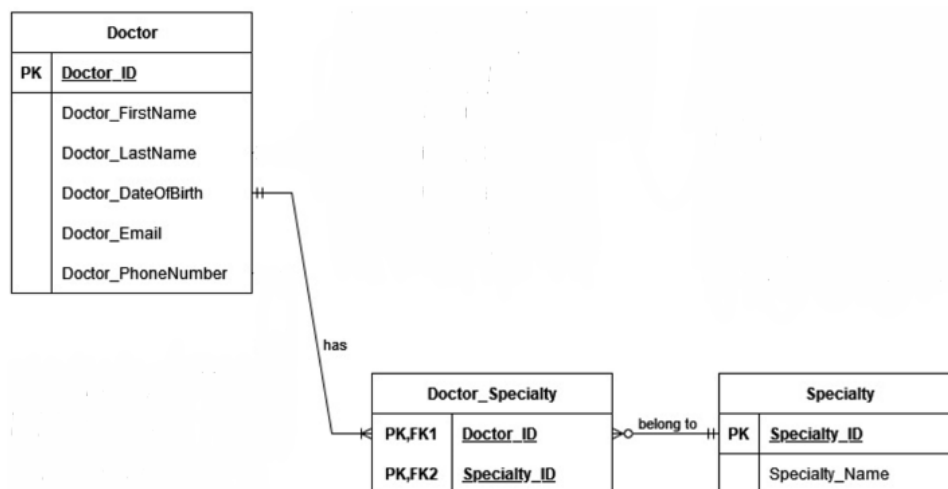 Doctor
PK Doctor_ID
Doctor_FirstName
Doctor_LastName
Doctor_DateOfBirth
Doctor_Email
Doctor_PhoneNumber
has
Doctor_Specialty
PK,FK1 Doctor_ID
PK,FK2 Specialty_ID
belong to
Specialty
PK Specialty_ID
Specialty_Name